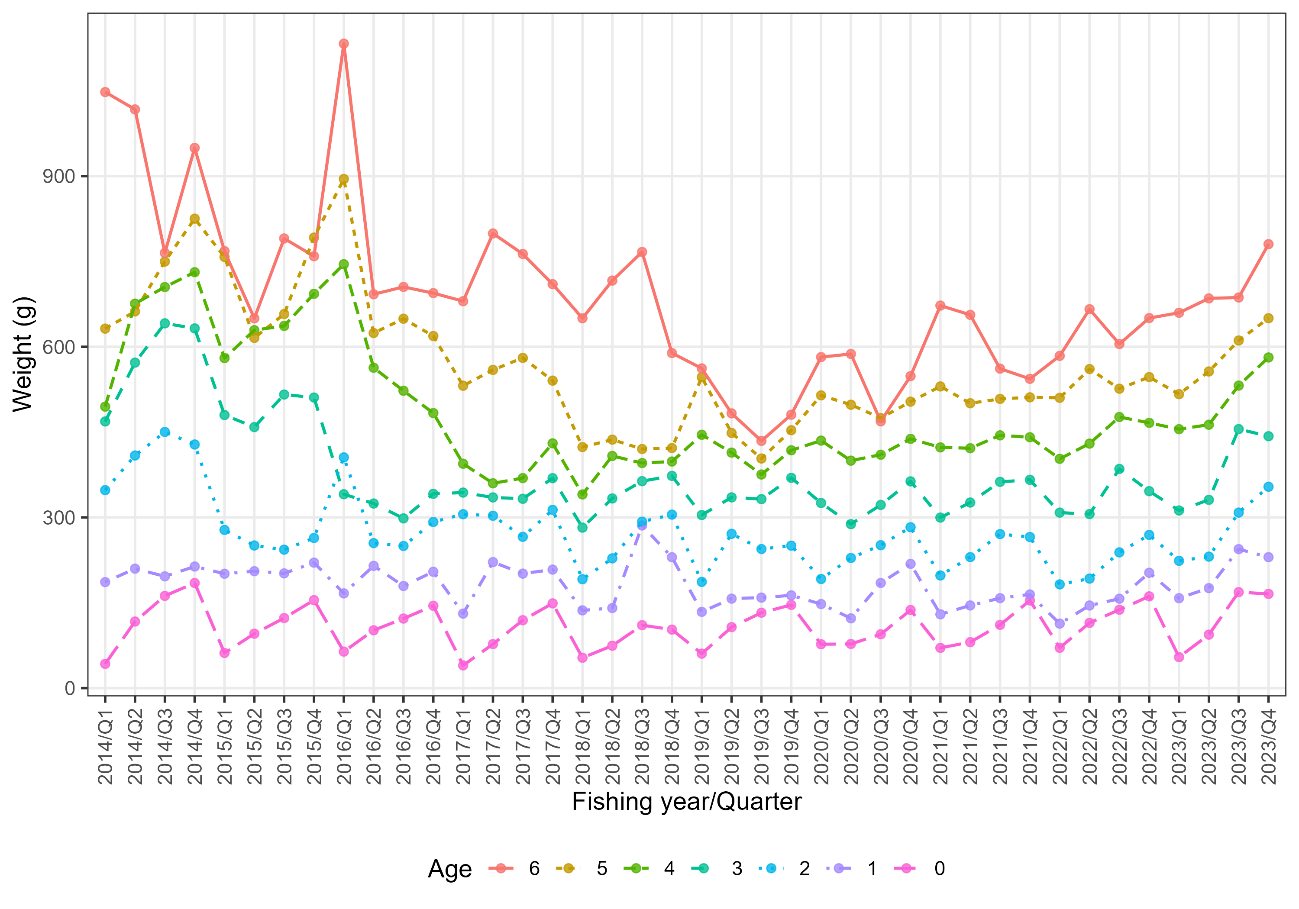 Weight (g)
900
600
300
0
2014/Q1
2014/Q2
2014/Q3
2014/Q4
2015/Q1
2015/Q2
2015/Q3
2015/Q4
2016/Q1
2016/Q2
2016/Q3
2016/Q4
2017/Q1
2017/Q2
2017/Q3
2017/Q4
2018/Q1
2018/Q2
2018/Q3
2018/Q4
2019/Q1
2019/Q2
2019/Q3
2019/Q4
2020/Q1
2020/Q2
2020/Q3
2020/Q4
2021/Q1
2021/Q2
2021/Q3
2021/Q4
2022/Q1
2022/Q2
2022/Q3
2022/Q4
2023/Q1
2023/Q2
2023/Q3
2023/Q4
Fishing year/Quarter
Age 6 5 4 3 2 1 0